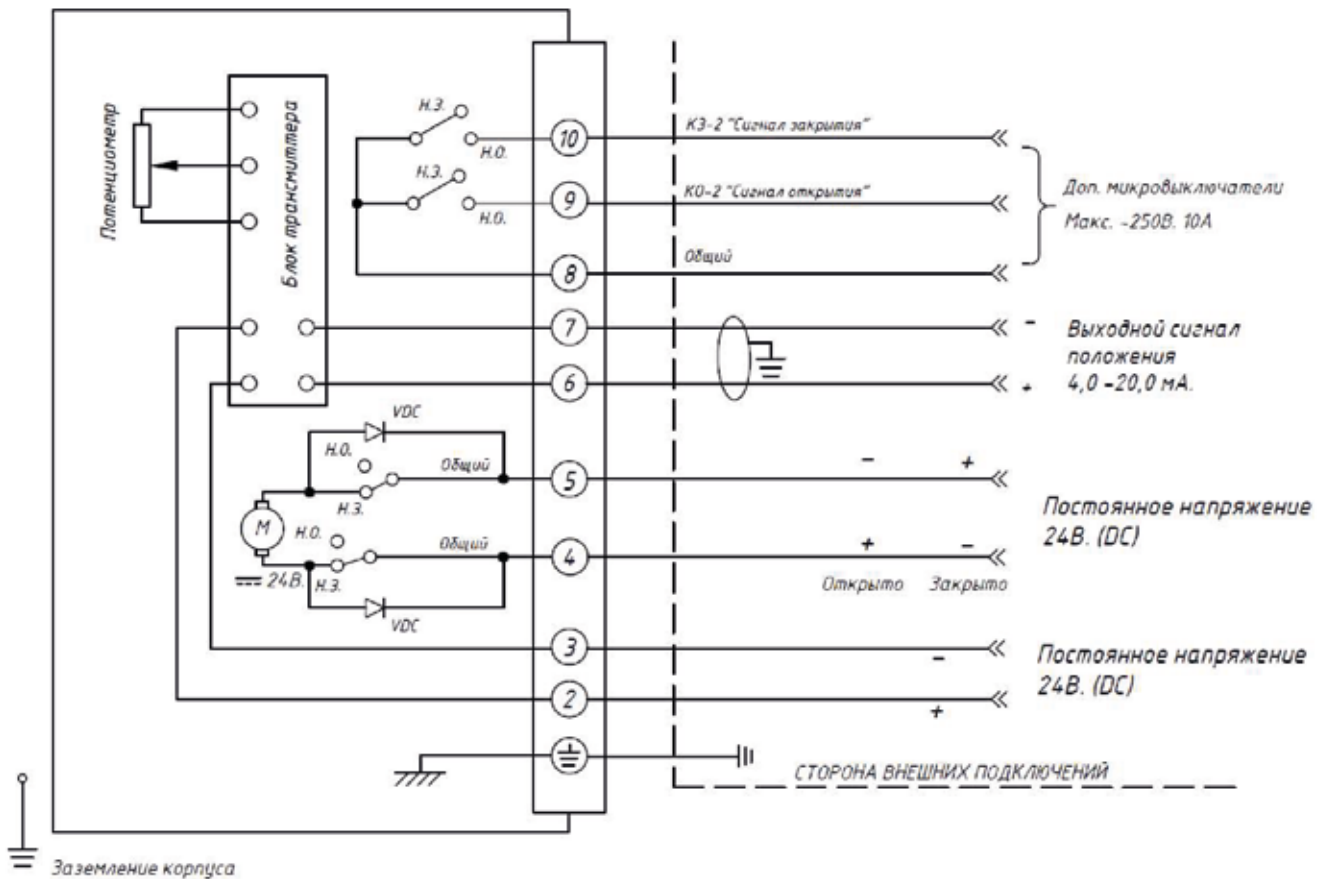 Потенциометр
Блок трансмиттера
Н.З.
Н.О.
Н.З.
Н.О.
10
9
8
7
6
5
4
3
2
КЗ-2 "Сигнал закрытия"
КО-2 "Сигнал открытия"
Общий
Доп. микровыключатели
Макс. ~250В. 10А
- Выходной сигнал
положения
+ 4,0 -20,0 мА.
VDC
Н.О.
Общий
Н.З.
М
Н.О.
Общий
24В.
Н.З.
VDC
- +
+ -
Открыто Закрыто
Постоянное напряжение
24В. (DC)
-
+
Постоянное напряжение
24В. (DC)
СТОРОНА ВНЕШНИХ ПОДКЛЮЧЕНИЙ
Заземление корпуса